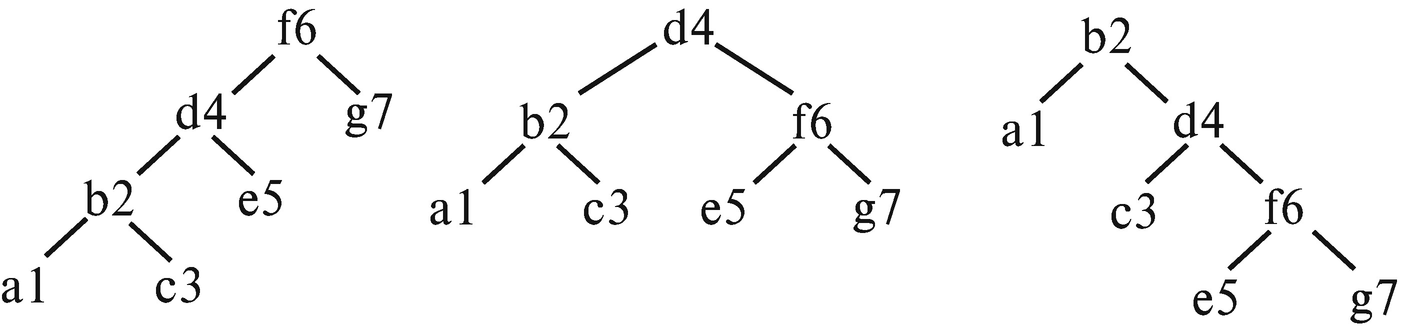 f6
d4 g7
b2 e5
a1 c3
d4
b2 f6
a1 c3 e5 g7
b2
a1 d4
c3 f6
e5 g7